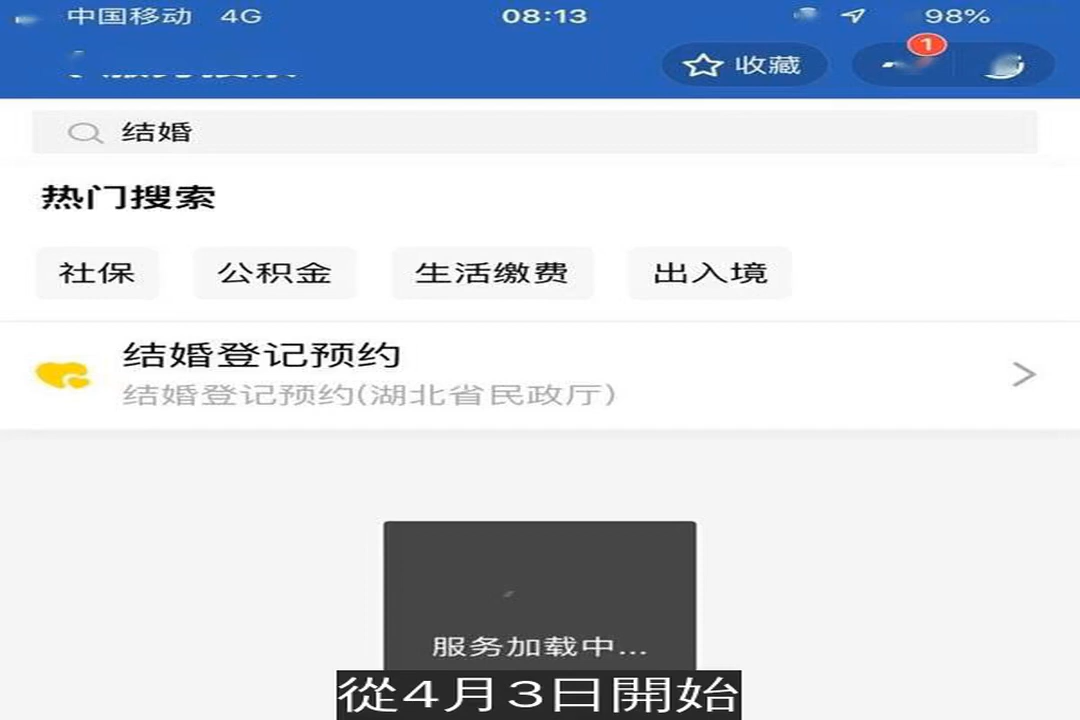 中国移动 4G 08:13 98%
收藏 1
结婚
热门搜索
社保 公积金 生活缴费 出入境
结婚登记预约
结婚登记预约(湖北省民政厅)
服务加载中...
從4月3日開始